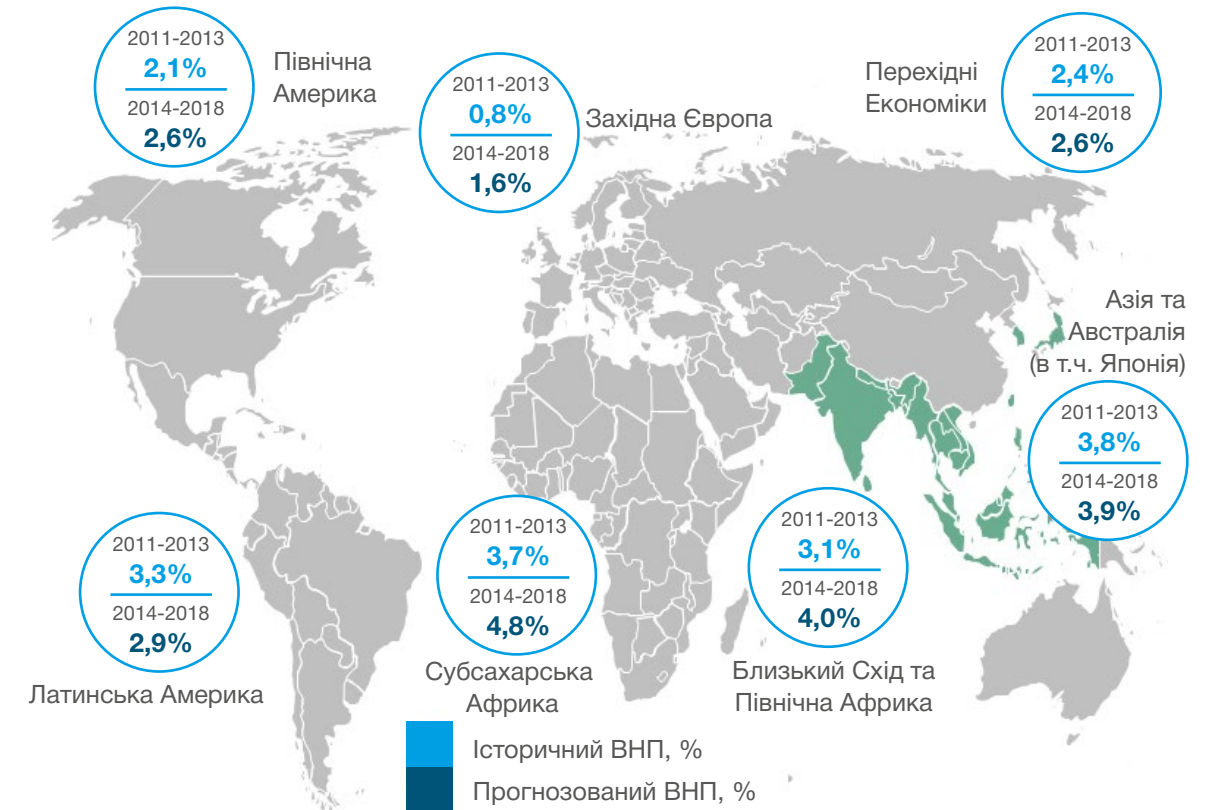 2011-2013
2,1%
2014-2018
2,6%
Північна
Америка
2011-2013
0,8%
2014-2018
1,6%
Західна Європа
Перехідні
Економіки
2011-2013
2,4%
2014-2018
2,6%
Азія та
Австралія
(в т.ч. Японія)
2011-2013
3,8%
2014-2018
3,9%
2011-2013
3,3%
2014-2018
2,9%
Латинська Америка
2011-2013
3,7%
2014-2018
4,8%
Субсахарська
Африка
2011-2013
3,1%
2014-2018
4,0%
Близький Схід та
Північна Африка
Історичний ВНП, %
Прогнозований ВНП, %